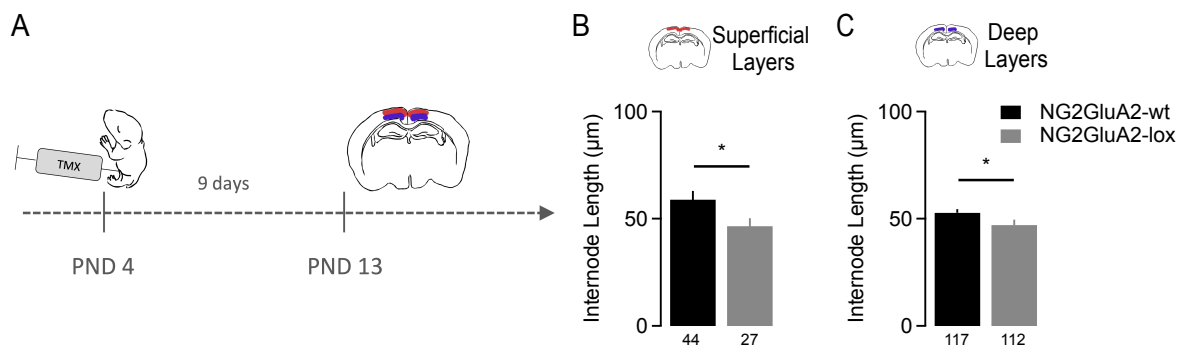 A
TMX
9 days
PND 4
PND 13
B
Superficial
Layers
Internode Length (µm)
100
50
0
*
44
27
C
Deep
Layers
Internode Length (µm)
100
50
0
*
117
112
NG2GluA2-wt
NG2GluA2-lox